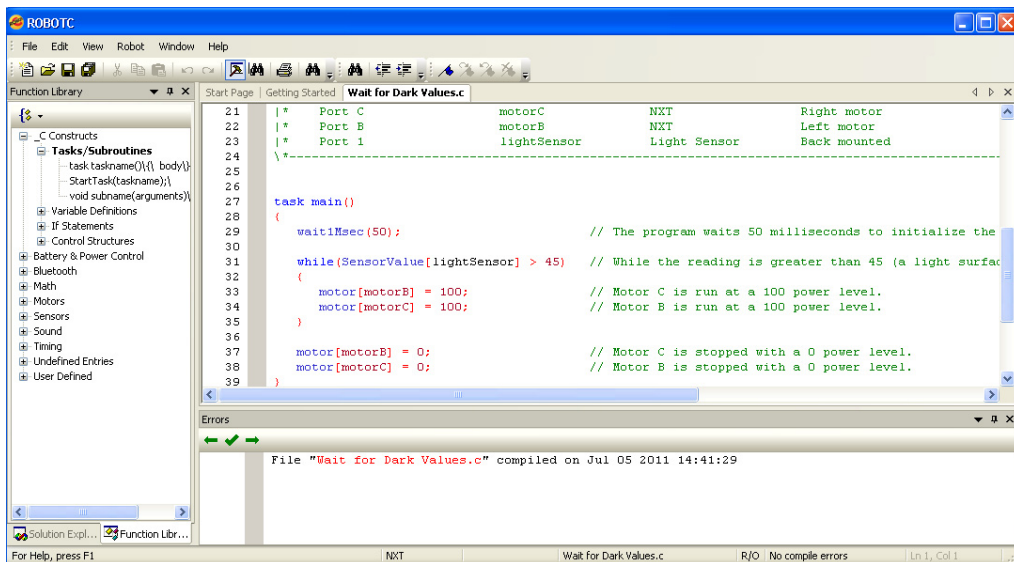 ROBOTC
File Edit View Robot Window Help
Function Library
Start Page Getting Started Wait for Dark Values.c
_C Constructs
Tasks/Subroutines
task taskname()\{\ body\}
StartTask(taskname);\
void subname(arguments)\
Variable Definitions
If Statements
Control Structures
Battery & Power Control
Bluetooth
Math
Motors
Sensors
Sound
Timing
Undefined Entries
User Defined
Solution Expl... Function Libr...
21 |* Port C motorC NXT Right motor
22 |* Port B motorB NXT Left motor
23 |* Port 1 lightSensor Light Sensor Back mounted
24 \*-----------------------------------------------------------------------------------
25
26
27 task main()
28 {
29 wait1Msec(50); // The program waits 50 milliseconds to initialize the
30
31 while(SensorValue[lightSensor] > 45) // While the reading is greater than 45 (a light surfac
32 {
33 motor[motorB] = 100; // Motor C is run at a 100 power level.
34 motor[motorC] = 100; // Motor B is run at a 100 power level.
35 }
36
37 motor[motorB] = 0; // Motor C is stopped with a 0 power level.
38 motor[motorC] = 0; // Motor B is stopped with a 0 power level.
39 }
Errors
File "Wait for Dark Values.c" compiled on Jul 05 2011 14:41:29
For Help, press F1 NXT Wait for Dark Values.c R/O No compile errors Ln 1, Col 1